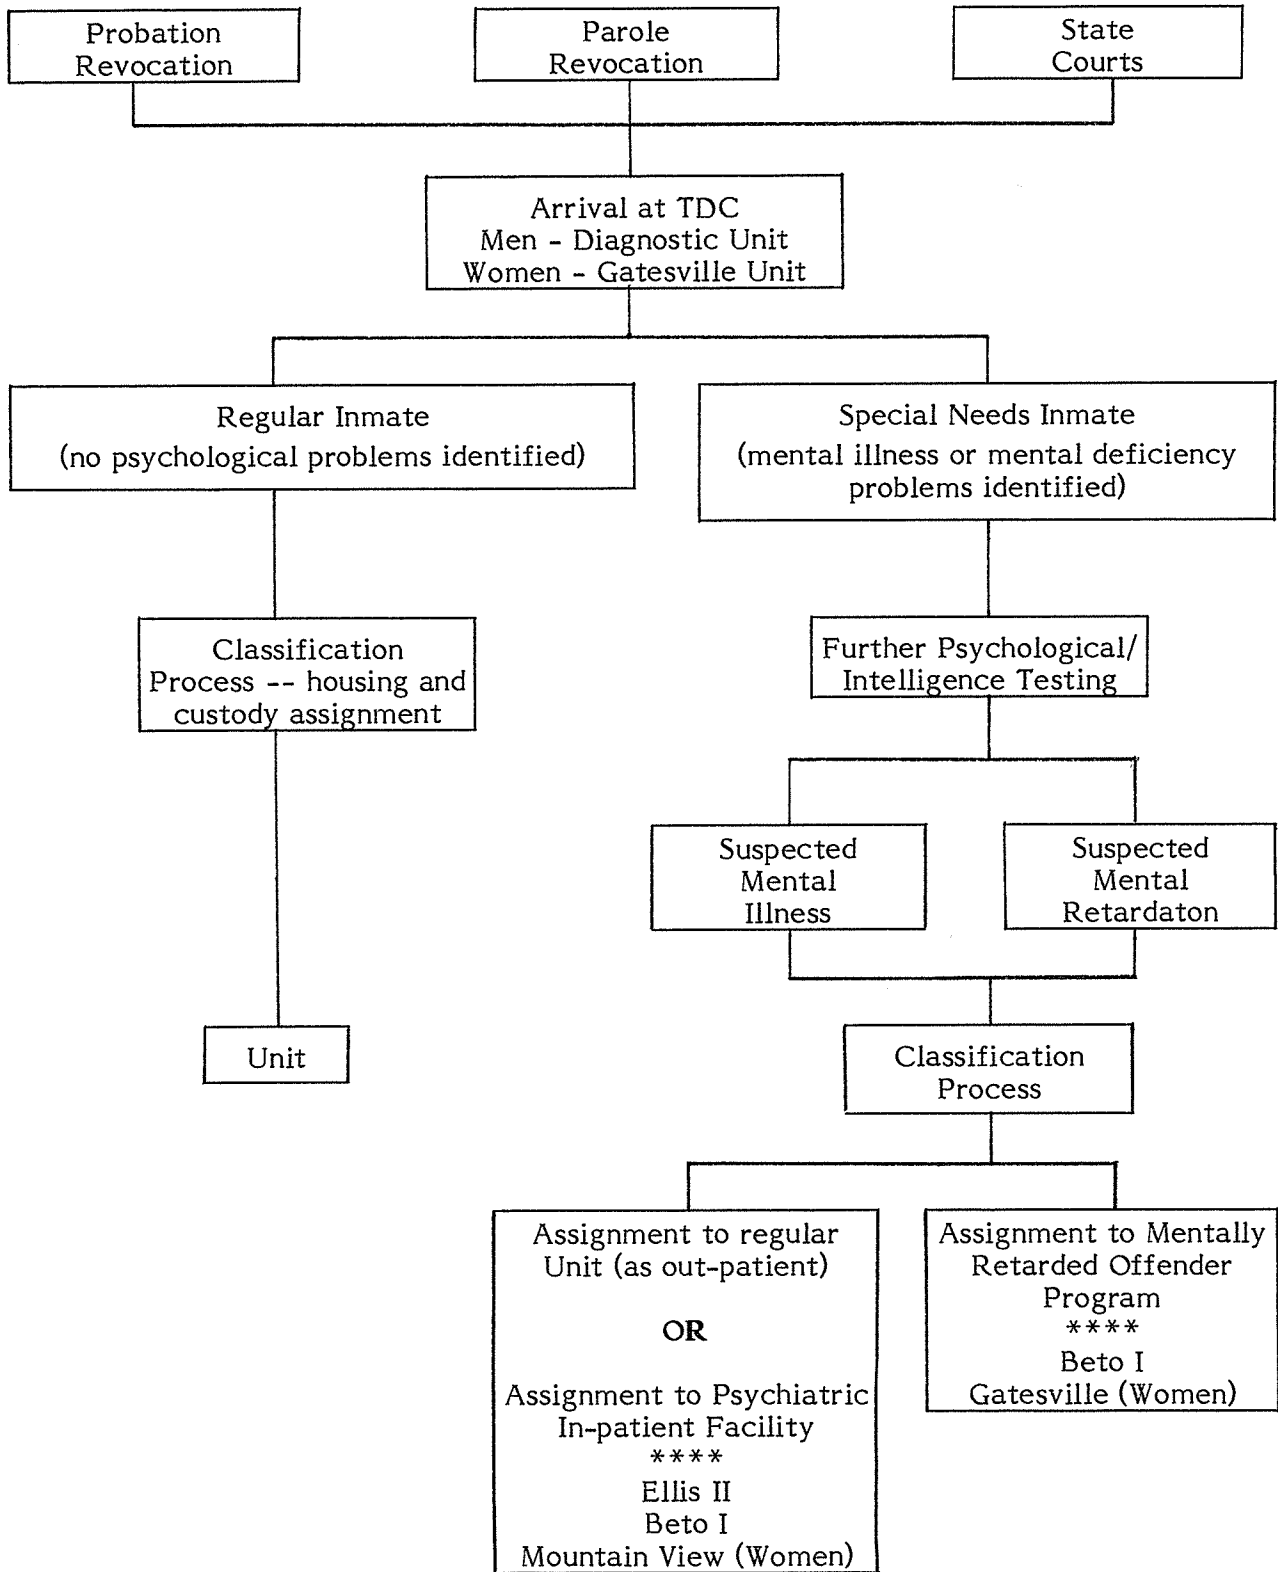 Probation
Revocation
Parole
Revocation
State
Courts
Arrival at TDC
Men - Diagnostic Unit
Women - Gatesville Unit
Regular Inmate
(no psychological problems identified)
Special Needs Inmate
(mental illness or mental deficiency
problems identified)
Classification
Process -- housing and
custody assignment
Further Psychological/
Intelligence Testing
Suspected
Mental
Illness
Suspected
Mental
Retardaton
Unit
Classification
Process
Assignment to regular
Unit (as out-patient)
OR
Assignment to Psychiatric
In-patient Facility
****
Ellis II
Beto I
Mountain View (Women)
Assignment to Mentally
Retarded Offender
Program
****
Beto I
Gatesville (Women)